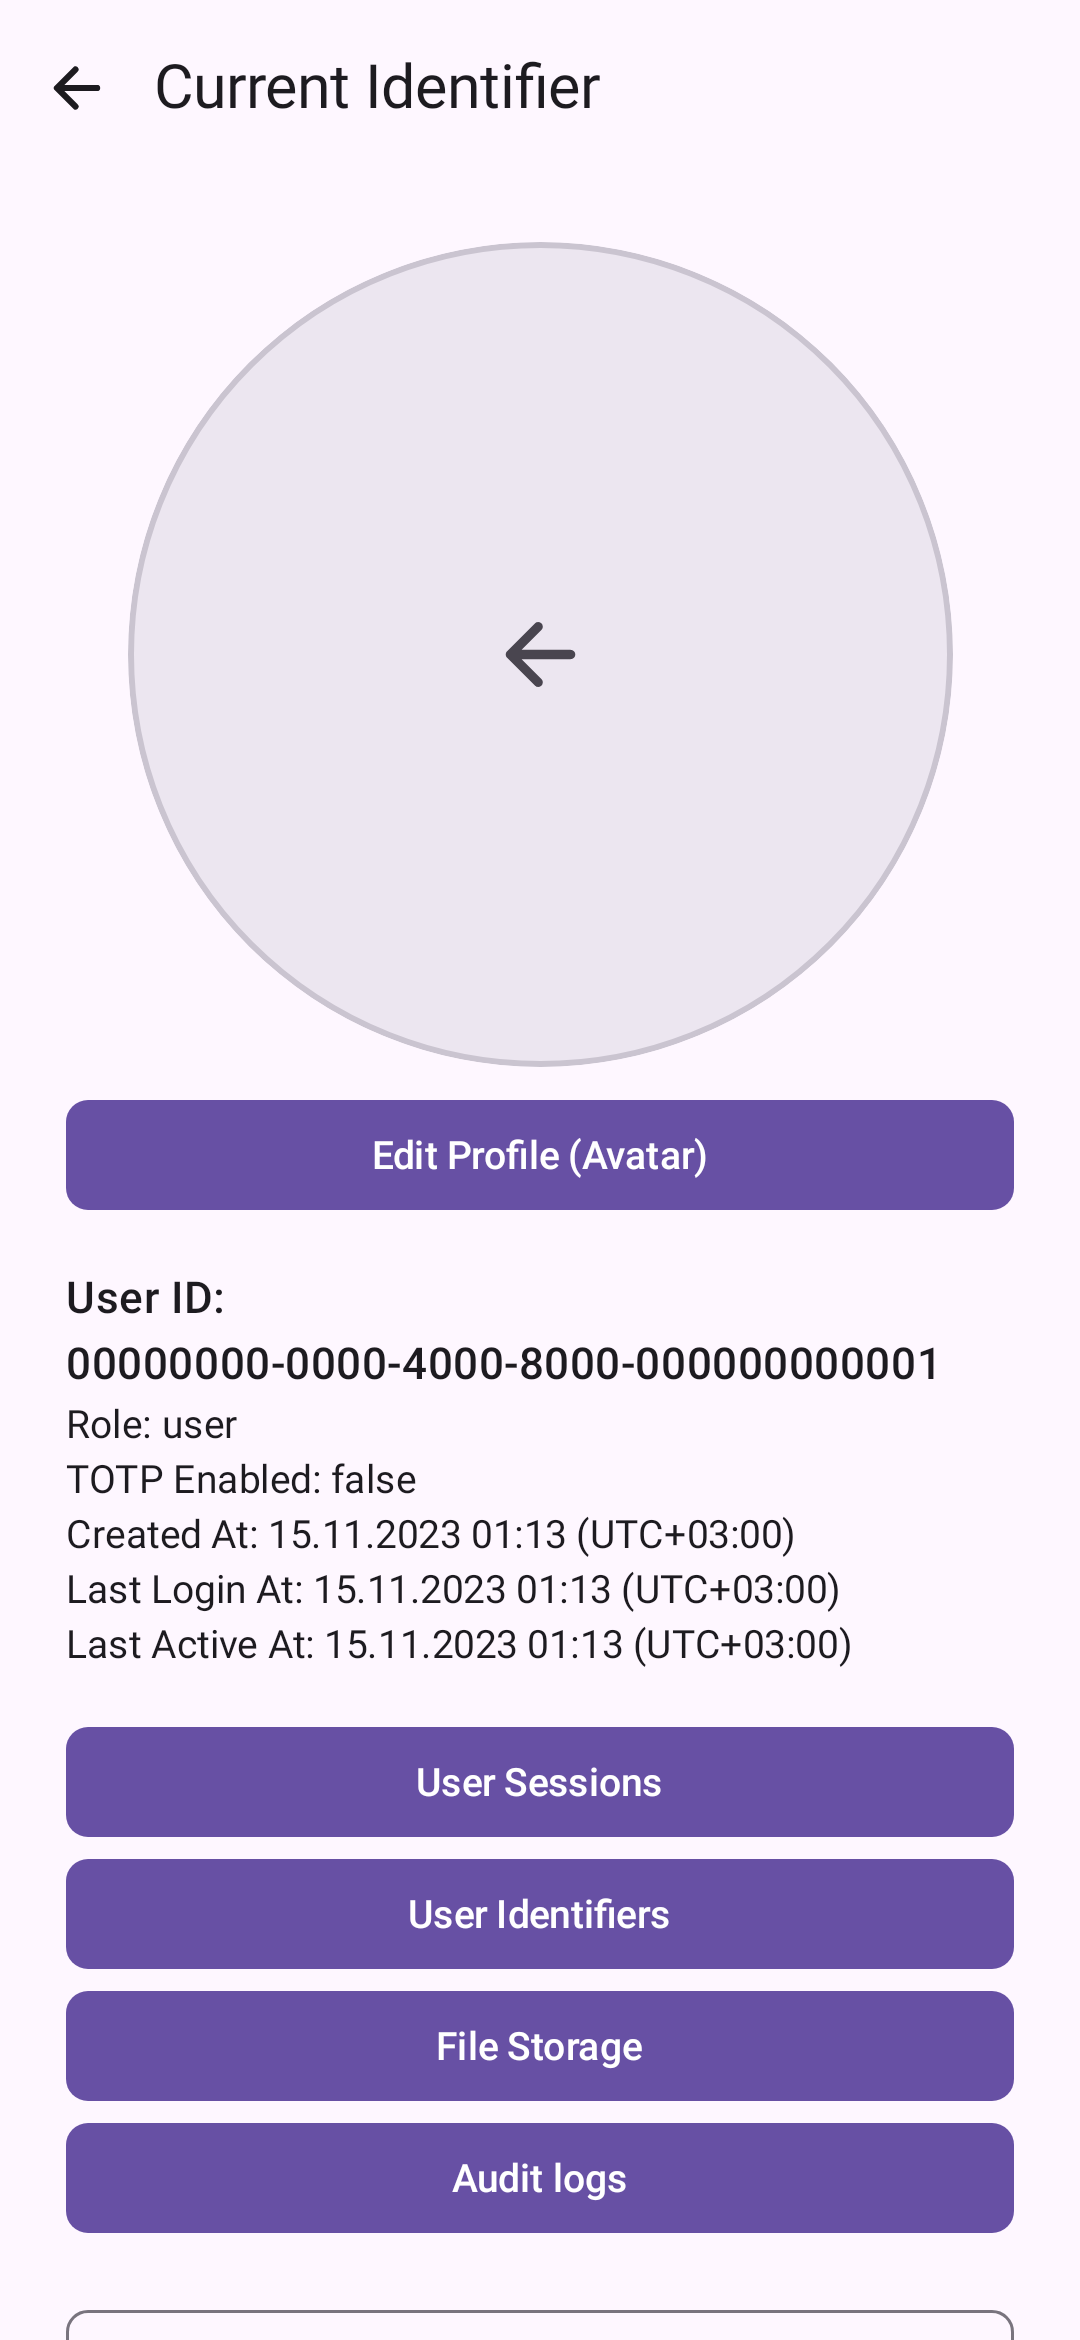 Current Identifier
Edit Profile (Avatar)
User ID:
00000000-0000-4000-8000-000000000001
Role: user
TOTP Enabled: false
Created At: 15.11.2023 01:13 (UTC+03:00)
Last Login At: 15.11.2023 01:13 (UTC+03:00)
Last Active At: 15.11.2023 01:13 (UTC+03:00)
User Sessions
User Identifiers
File Storage
Audit logs